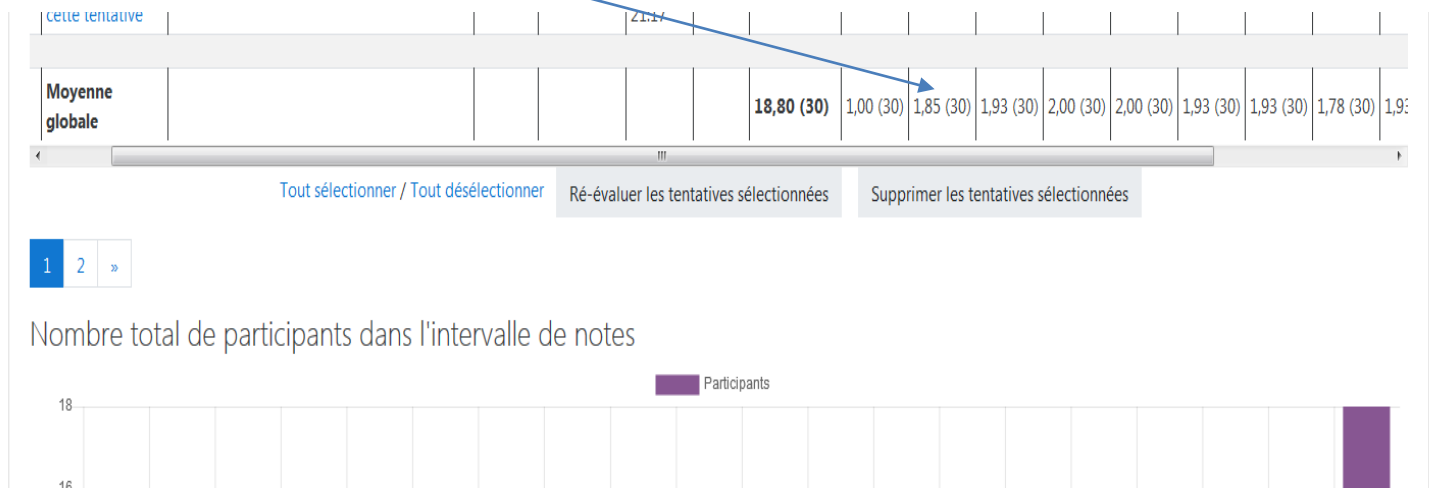 cette tentative 21:17
Moyenne globale 18,80 (30) 1,00 (30) 1,85 (30) 1,93 (30) 2,00 (30) 2,00 (30) 1,93 (30) 1,93 (30) 1,78 (30) 1,93
Tout sélectionner / Tout désélectionner Ré-évaluer les tentatives sélectionnées Supprimer les tentatives sélectionnées
1 2 »
Nombre total de participants dans l'intervalle de notes
Participants
18
16